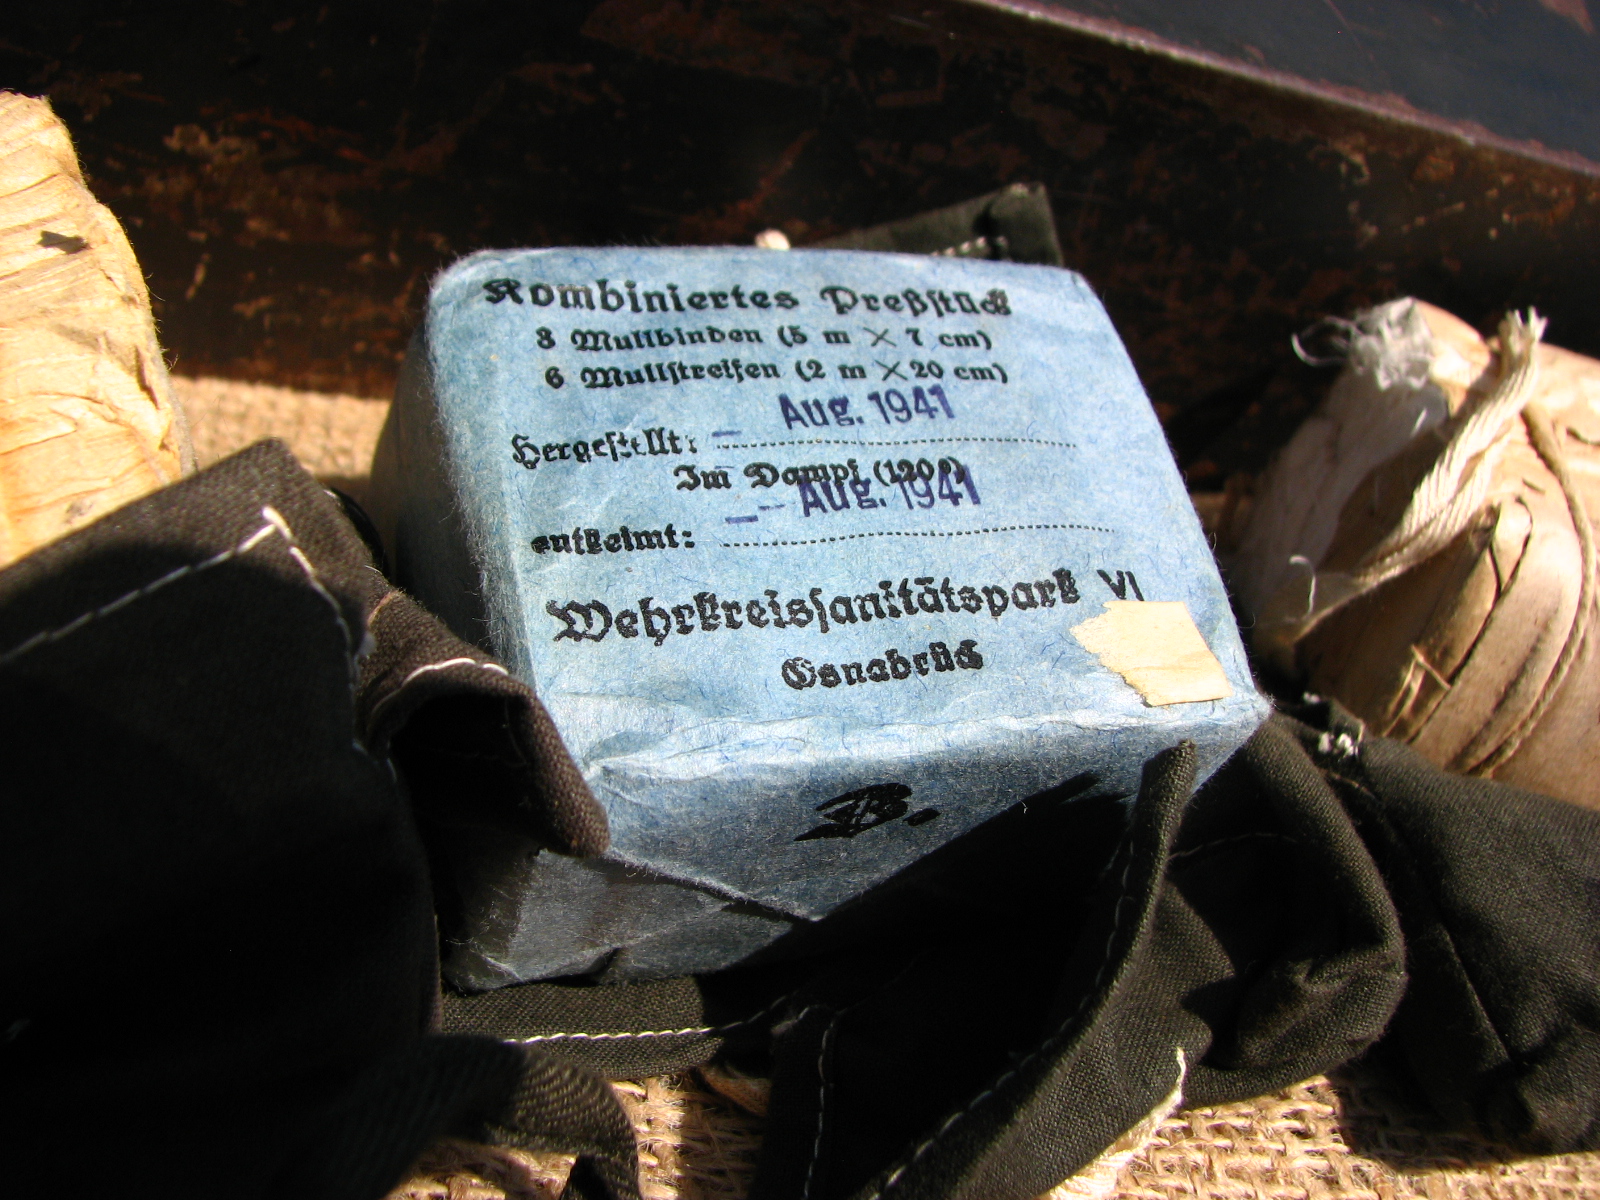 Kombiniertes Preßstück
8 Mullbinden (5 m × 7 cm)
6 Mullstreifen (2 m × 20 cm)
Aug. 1941
Hergestellt:
Im Dampf (120°)
Aug. 1941
entkeimt:
Wehrkreissanitätspark VI
Osnabrück
B.